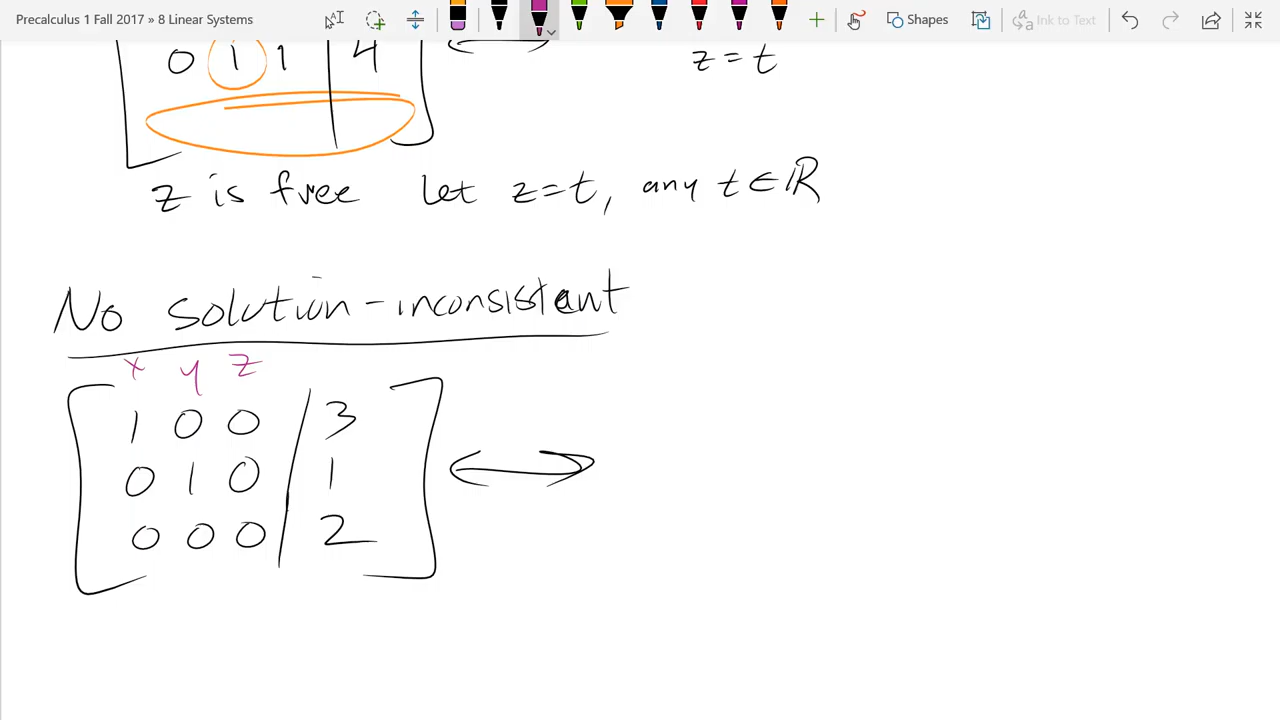 Precalculus 1 Fall 2017 » 8 Linear Systems
Shapes
Ink to Text
0 1 1 | 4
z = t
z is free let z=t, any t∈ℝ
No solution - inconsistent
x y z
1 0 0 | 3
0 1 0 | 1
0 0 0 | 2